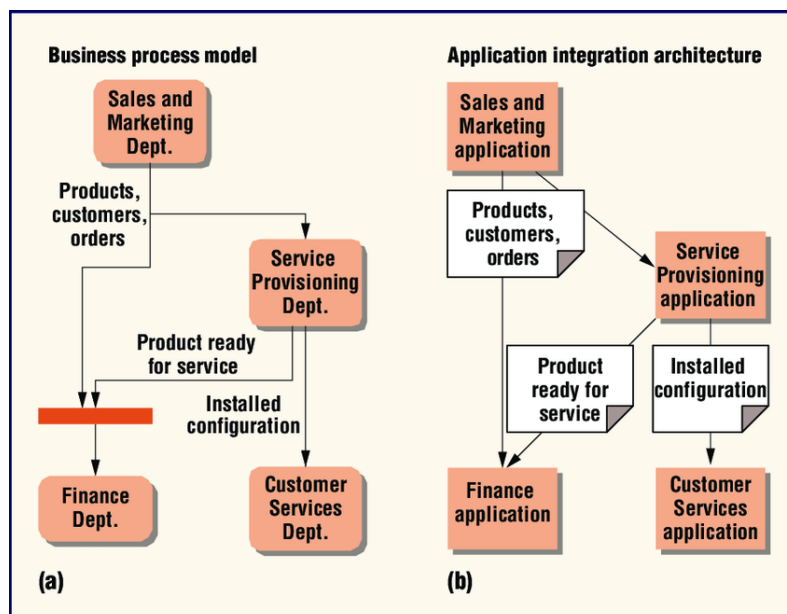 Business process model
Sales and
Marketing
Dept.
Products,
customers,
orders
Service
Provisioning
Dept.
Product ready
for service
Installed
configuration
Finance
Dept.
Customer
Services
Dept.
(a)
Application integration architecture
Sales and
Marketing
application
Products,
customers,
orders
Service
Provisioning
application
Product
ready for
service
Installed
configuration
Finance
application
Customer
Services
application
(b)